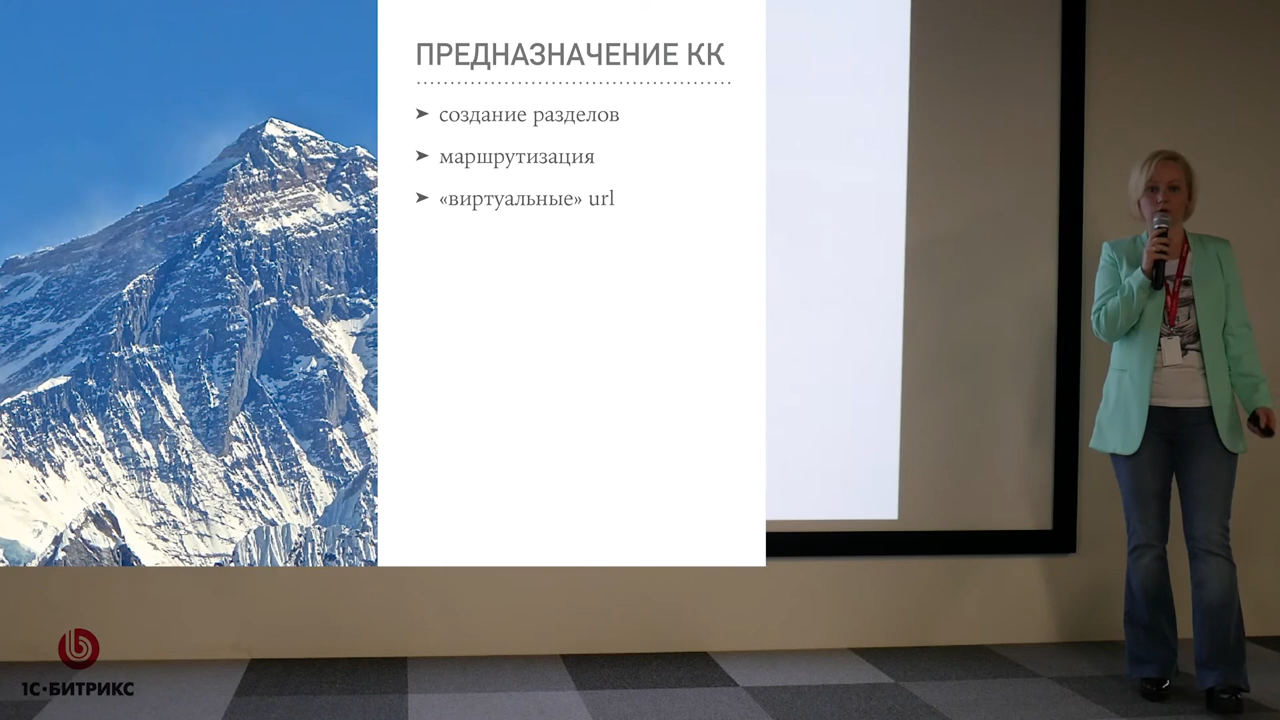 ПРЕДНАЗНАЧЕНИЕ КК
➤ создание разделов
➤ маршрутизация
➤ «виртуальные» url
1С·БИТРИКС